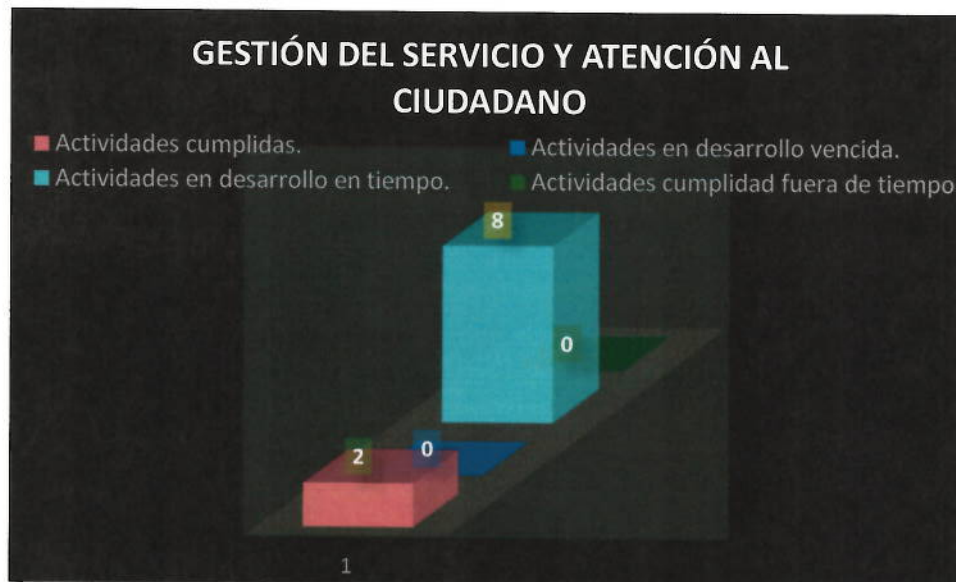 GESTIÓN DEL SERVICIO Y ATENCIÓN AL
CIUDADANO
Actividades cumplidas.
Actividades en desarrollo vencida.
Actividades en desarrollo en tiempo.
Actividades cumplidad fuera de tiempo
8
0
2
0
1